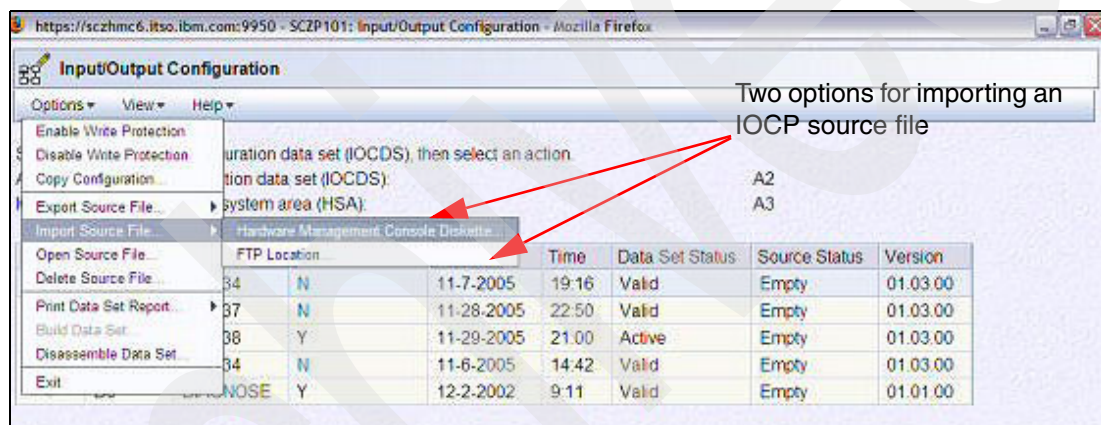 https://sczhmc6.itso.ibm.com:9950 - SCZP101: Input/Output Configuration - Mozilla Firefox
Input/Output Configuration
Options View Help
Two options for importing an
IOCP source file
Enable Write Protection
Disable Write Protection
uration data set (IOCDS), then select an action.
Copy Configuration...
tion data set (IOCDS): A2
Export Source File...
system area (HSA): A3
Import Source File...
Hardware Management Console Diskette...
Open Source File...
FTP Location...
Time Data Set Status Source Status Version
Delete Source File...
34 N 11-7-2005 19:16 Valid Empty 01.03.00
Print Data Set Report...
37 N 11-28-2005 22:50 Valid Empty 01.03.00
Build Data Set...
38 Y 11-29-2005 21:00 Active Empty 01.03.00
Disassemble Data Set...
34 N 11-6-2005 14:42 Valid Empty 01.03.00
Exit
NOSE Y 12-2-2002 9:11 Valid Empty 01.01.00